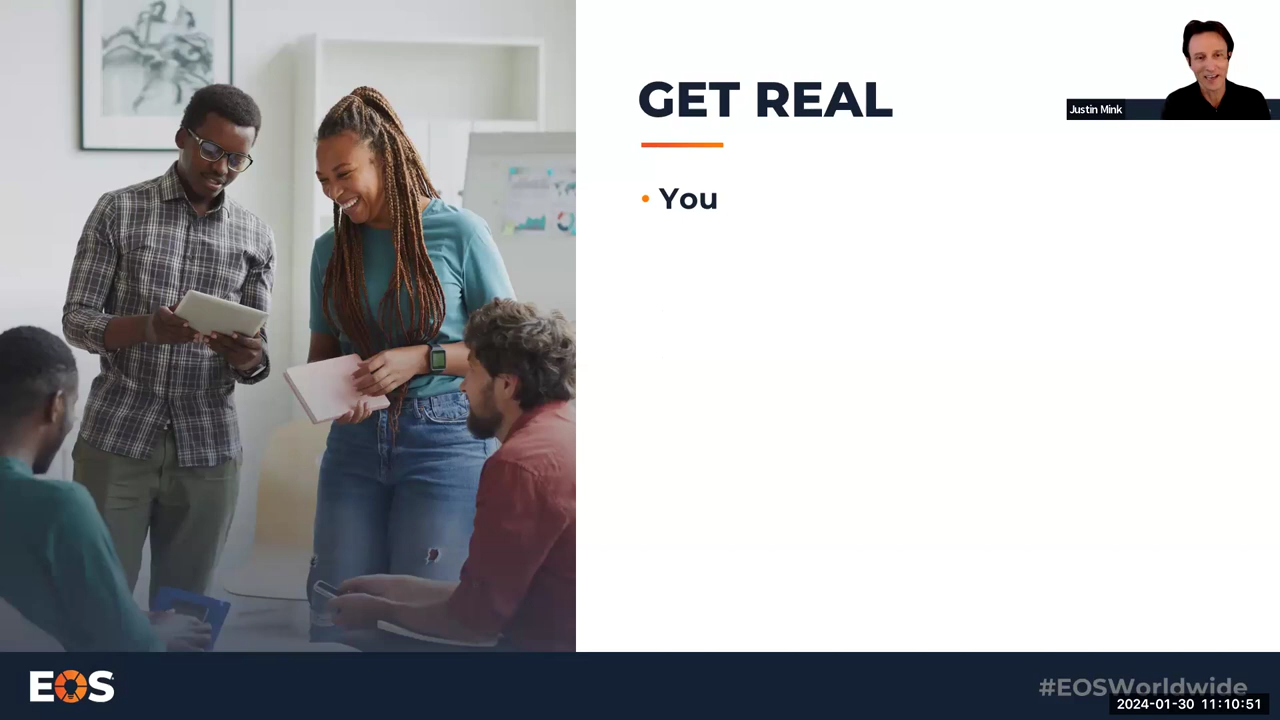 GET REAL
Justin Mink
• You
EOS
#EOSWorldwide
2024-01-30 11:10:51